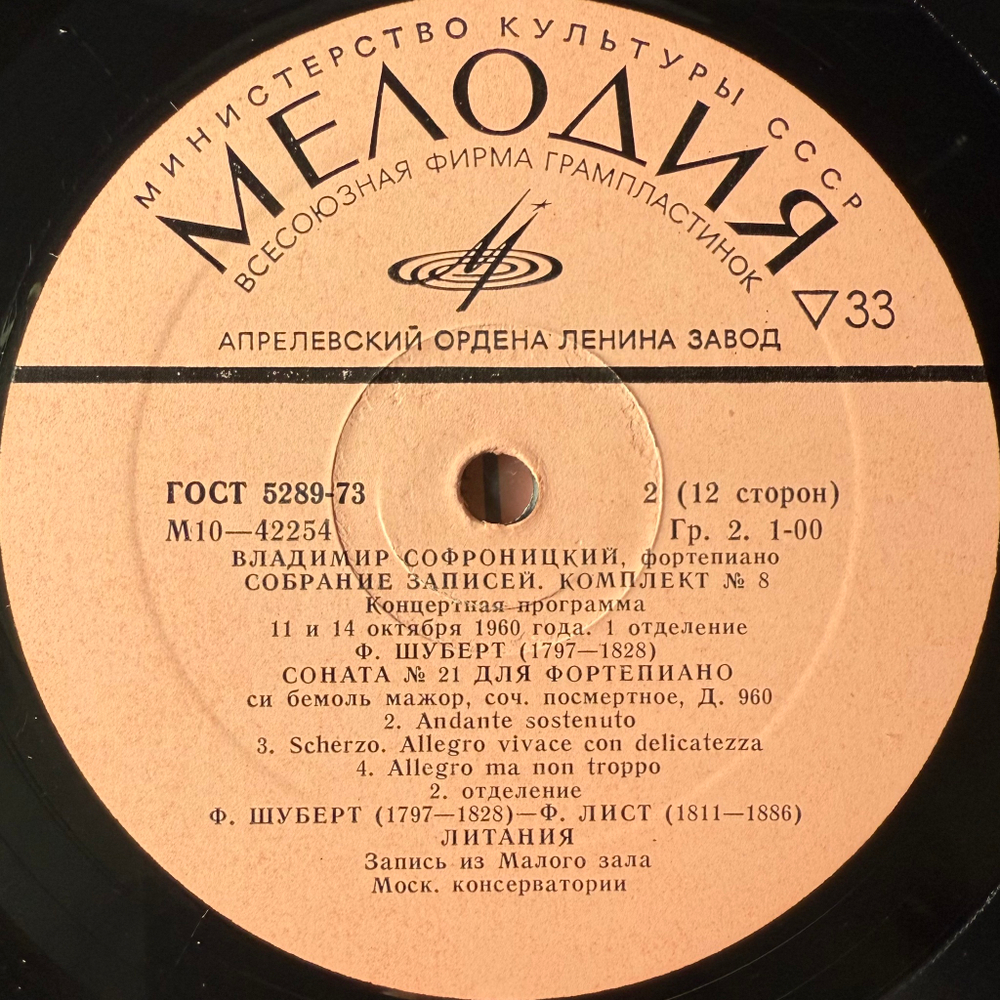 МИНИСТЕРСТВО КУЛЬТУРЫ СССР
МЕЛОДИЯ
ВСЕСОЮЗНАЯ ФИРМА ГРАМПЛАСТИНОК
▽33
АПРЕЛЕВСКИЙ ОРДЕНА ЛЕНИНА ЗАВОД
ГОСТ 5289-73 2 (12 сторон)
М10—42254 Гр. 2. 1-00
ВЛАДИМИР СОФРОНИЦКИЙ, фортепиано
СОБРАНИЕ ЗАПИСЕЙ. КОМПЛЕКТ № 8
Концертная программа
11 и 14 октября 1960 года. 1 отделение
Ф. ШУБЕРТ (1797—1828)
СОНАТА № 21 ДЛЯ ФОРТЕПИАНО
си бемоль мажор, соч. посмертное, Д. 960
2. Andante sostenuto
3. Scherzo. Allegro vivace con delicatezza
4. Allegro ma non troppo
2. отделение
Ф. ШУБЕРТ (1797—1828)—Ф. ЛИСТ (1811—1886)
ЛИТАНИЯ
Запись из Малого зала
Моск. консерватории